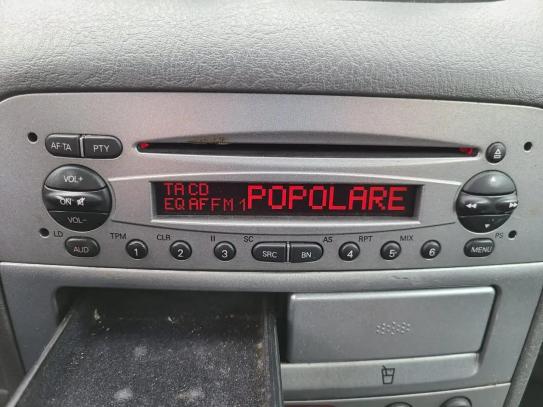 AF-TA PTY
VOL+
ON
VOL-
TA CD
EQ AF FM 1 POPOLARE
LD AUD
TPM CLR II SC AS RPT MIX PS
1 2 3 SRC BN 4 5 6 MENU